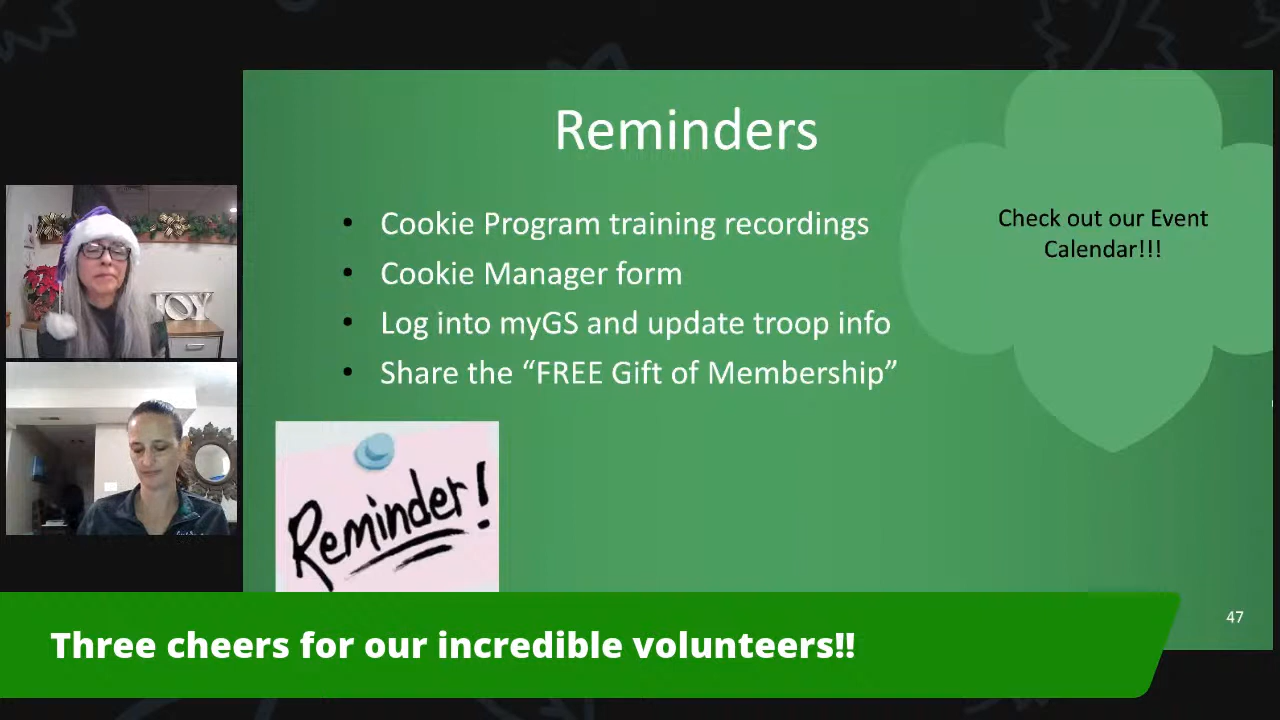 Reminders
• Cookie Program training recordings
• Cookie Manager form
• Log into myGS and update troop info
• Share the “FREE Gift of Membership”
Check out our Event
Calendar!!!
JOY
Reminder!
47
Three cheers for our incredible volunteers!!